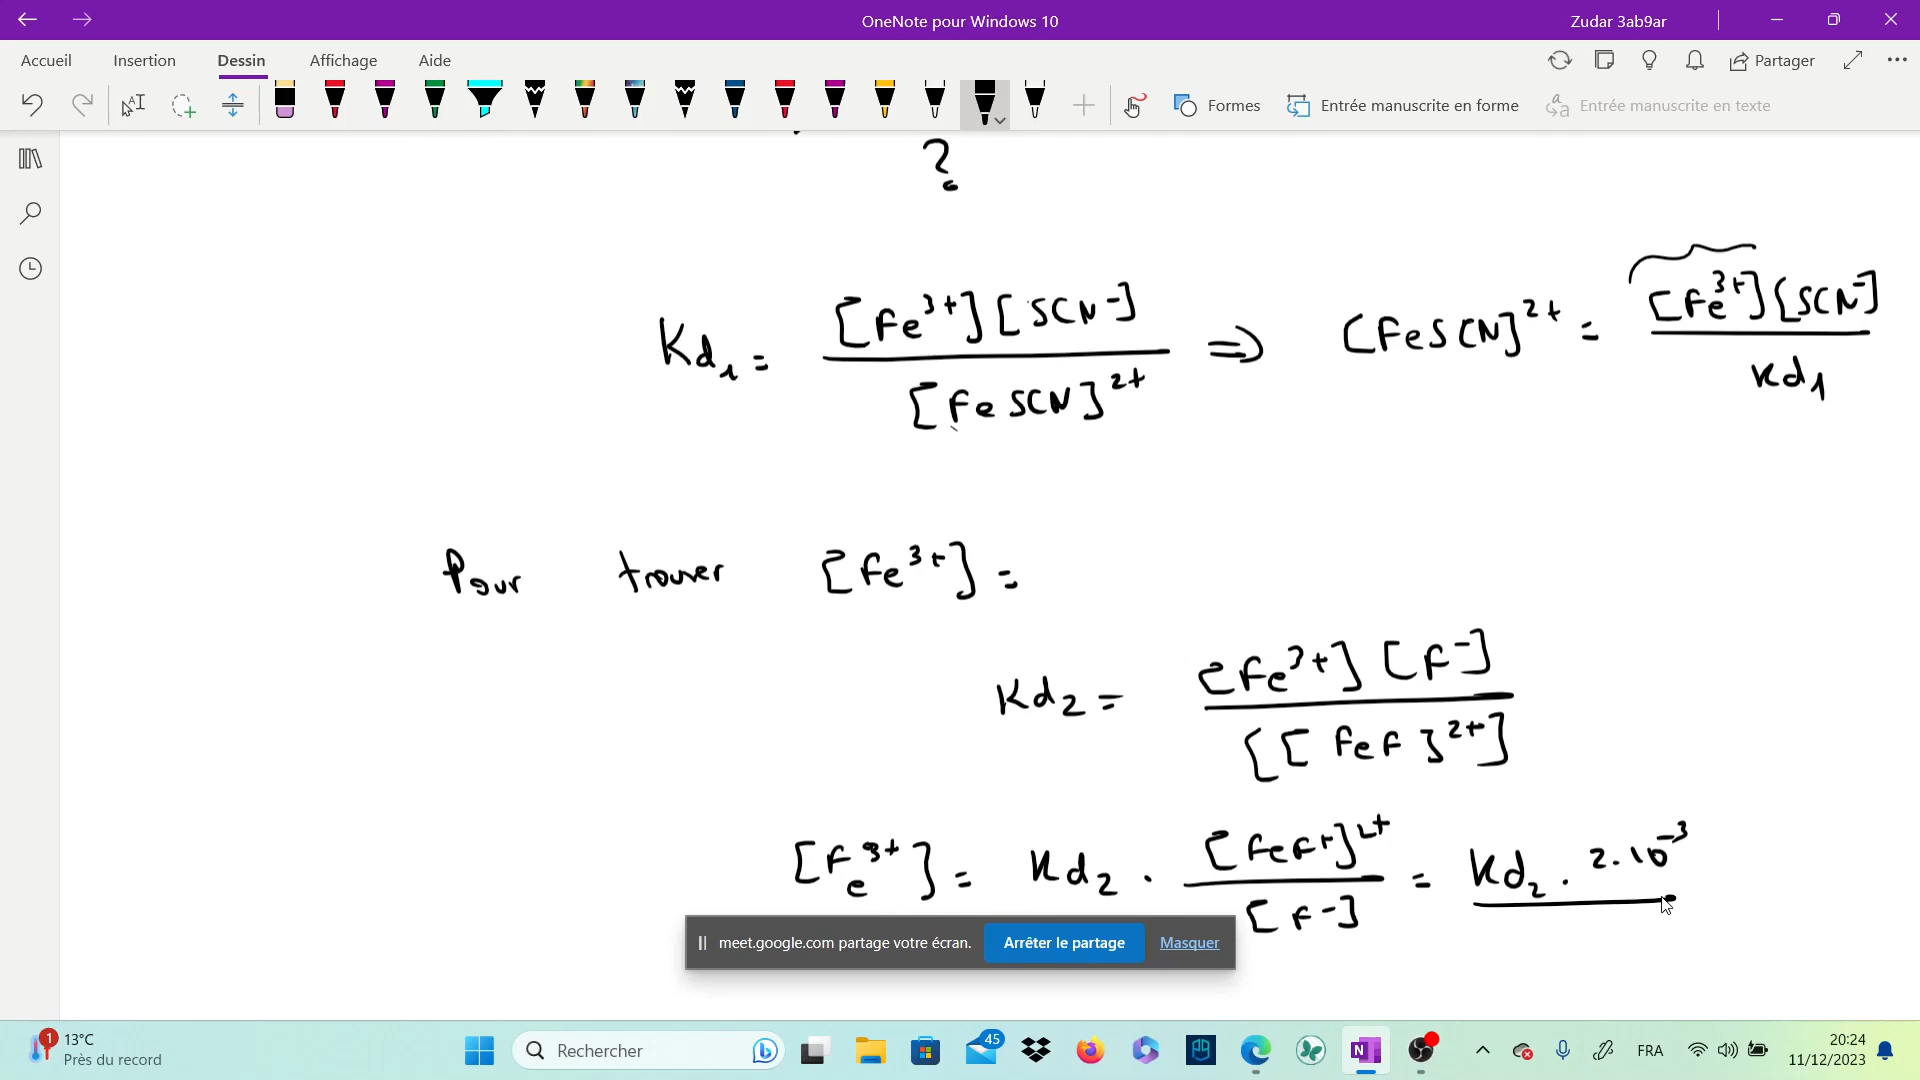 OneNote pour Windows 10
Zudar 3ab9ar
Accueil Insertion Dessin Affichage Aide
Partager
Formes Entrée manuscrite en forme Entrée manuscrite en texte
?
Kd₁ = [Fe³⁺][SCN⁻] / [FeSCN]²⁺ ⇒ [FeSCN]²⁺ = [Fe³⁺][SCN⁻] / Kd₁
Pour trouver [Fe³⁺] =
Kd₂ = [Fe³⁺][F⁻] / [[FeF]²⁺]
[Fe³⁺] = Kd₂ . [FeF⁺]²⁺ / [F⁻] = Kd₂ . 2.10⁻³
meet.google.com partage votre écran. Arrêter le partage Masquer
1 13°C
Près du record
Rechercher
45
FRA
20:24
11/12/2023